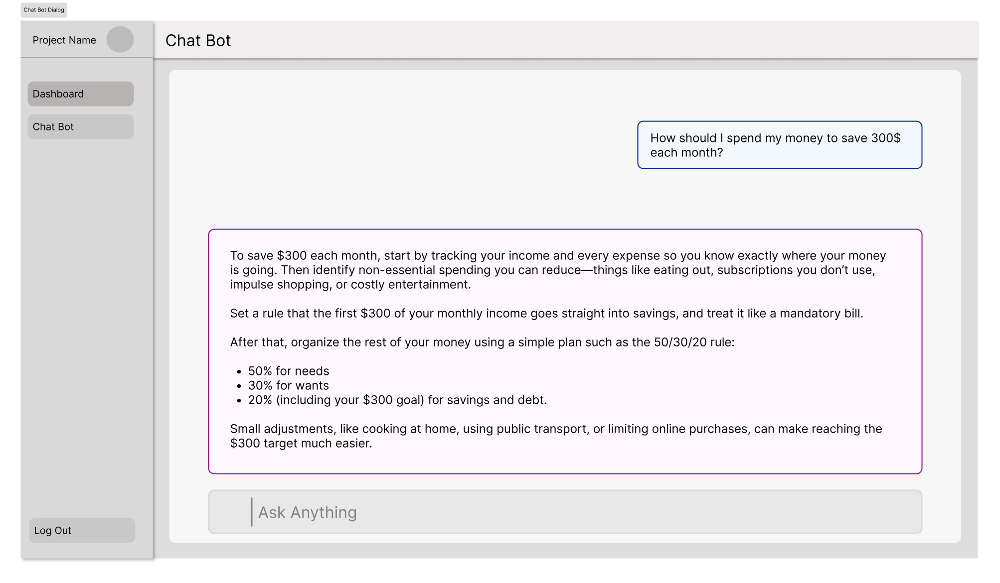 Chat Bot Dialog
Project Name
Chat Bot
Dashboard
Chat Bot
How should I spend my money to save 300$
each month?
To save $300 each month, start by tracking your income and every expense so you know exactly where your money
is going. Then identify non-essential spending you can reduce—things like eating out, subscriptions you don’t use,
impulse shopping, or costly entertainment.
Set a rule that the first $300 of your monthly income goes straight into savings, and treat it like a mandatory bill.
After that, organize the rest of your money using a simple plan such as the 50/30/20 rule:
• 50% for needs
• 30% for wants
• 20% (including your $300 goal) for savings and debt.
Small adjustments, like cooking at home, using public transport, or limiting online purchases, can make reaching the
$300 target much easier.
Ask Anything
Log Out